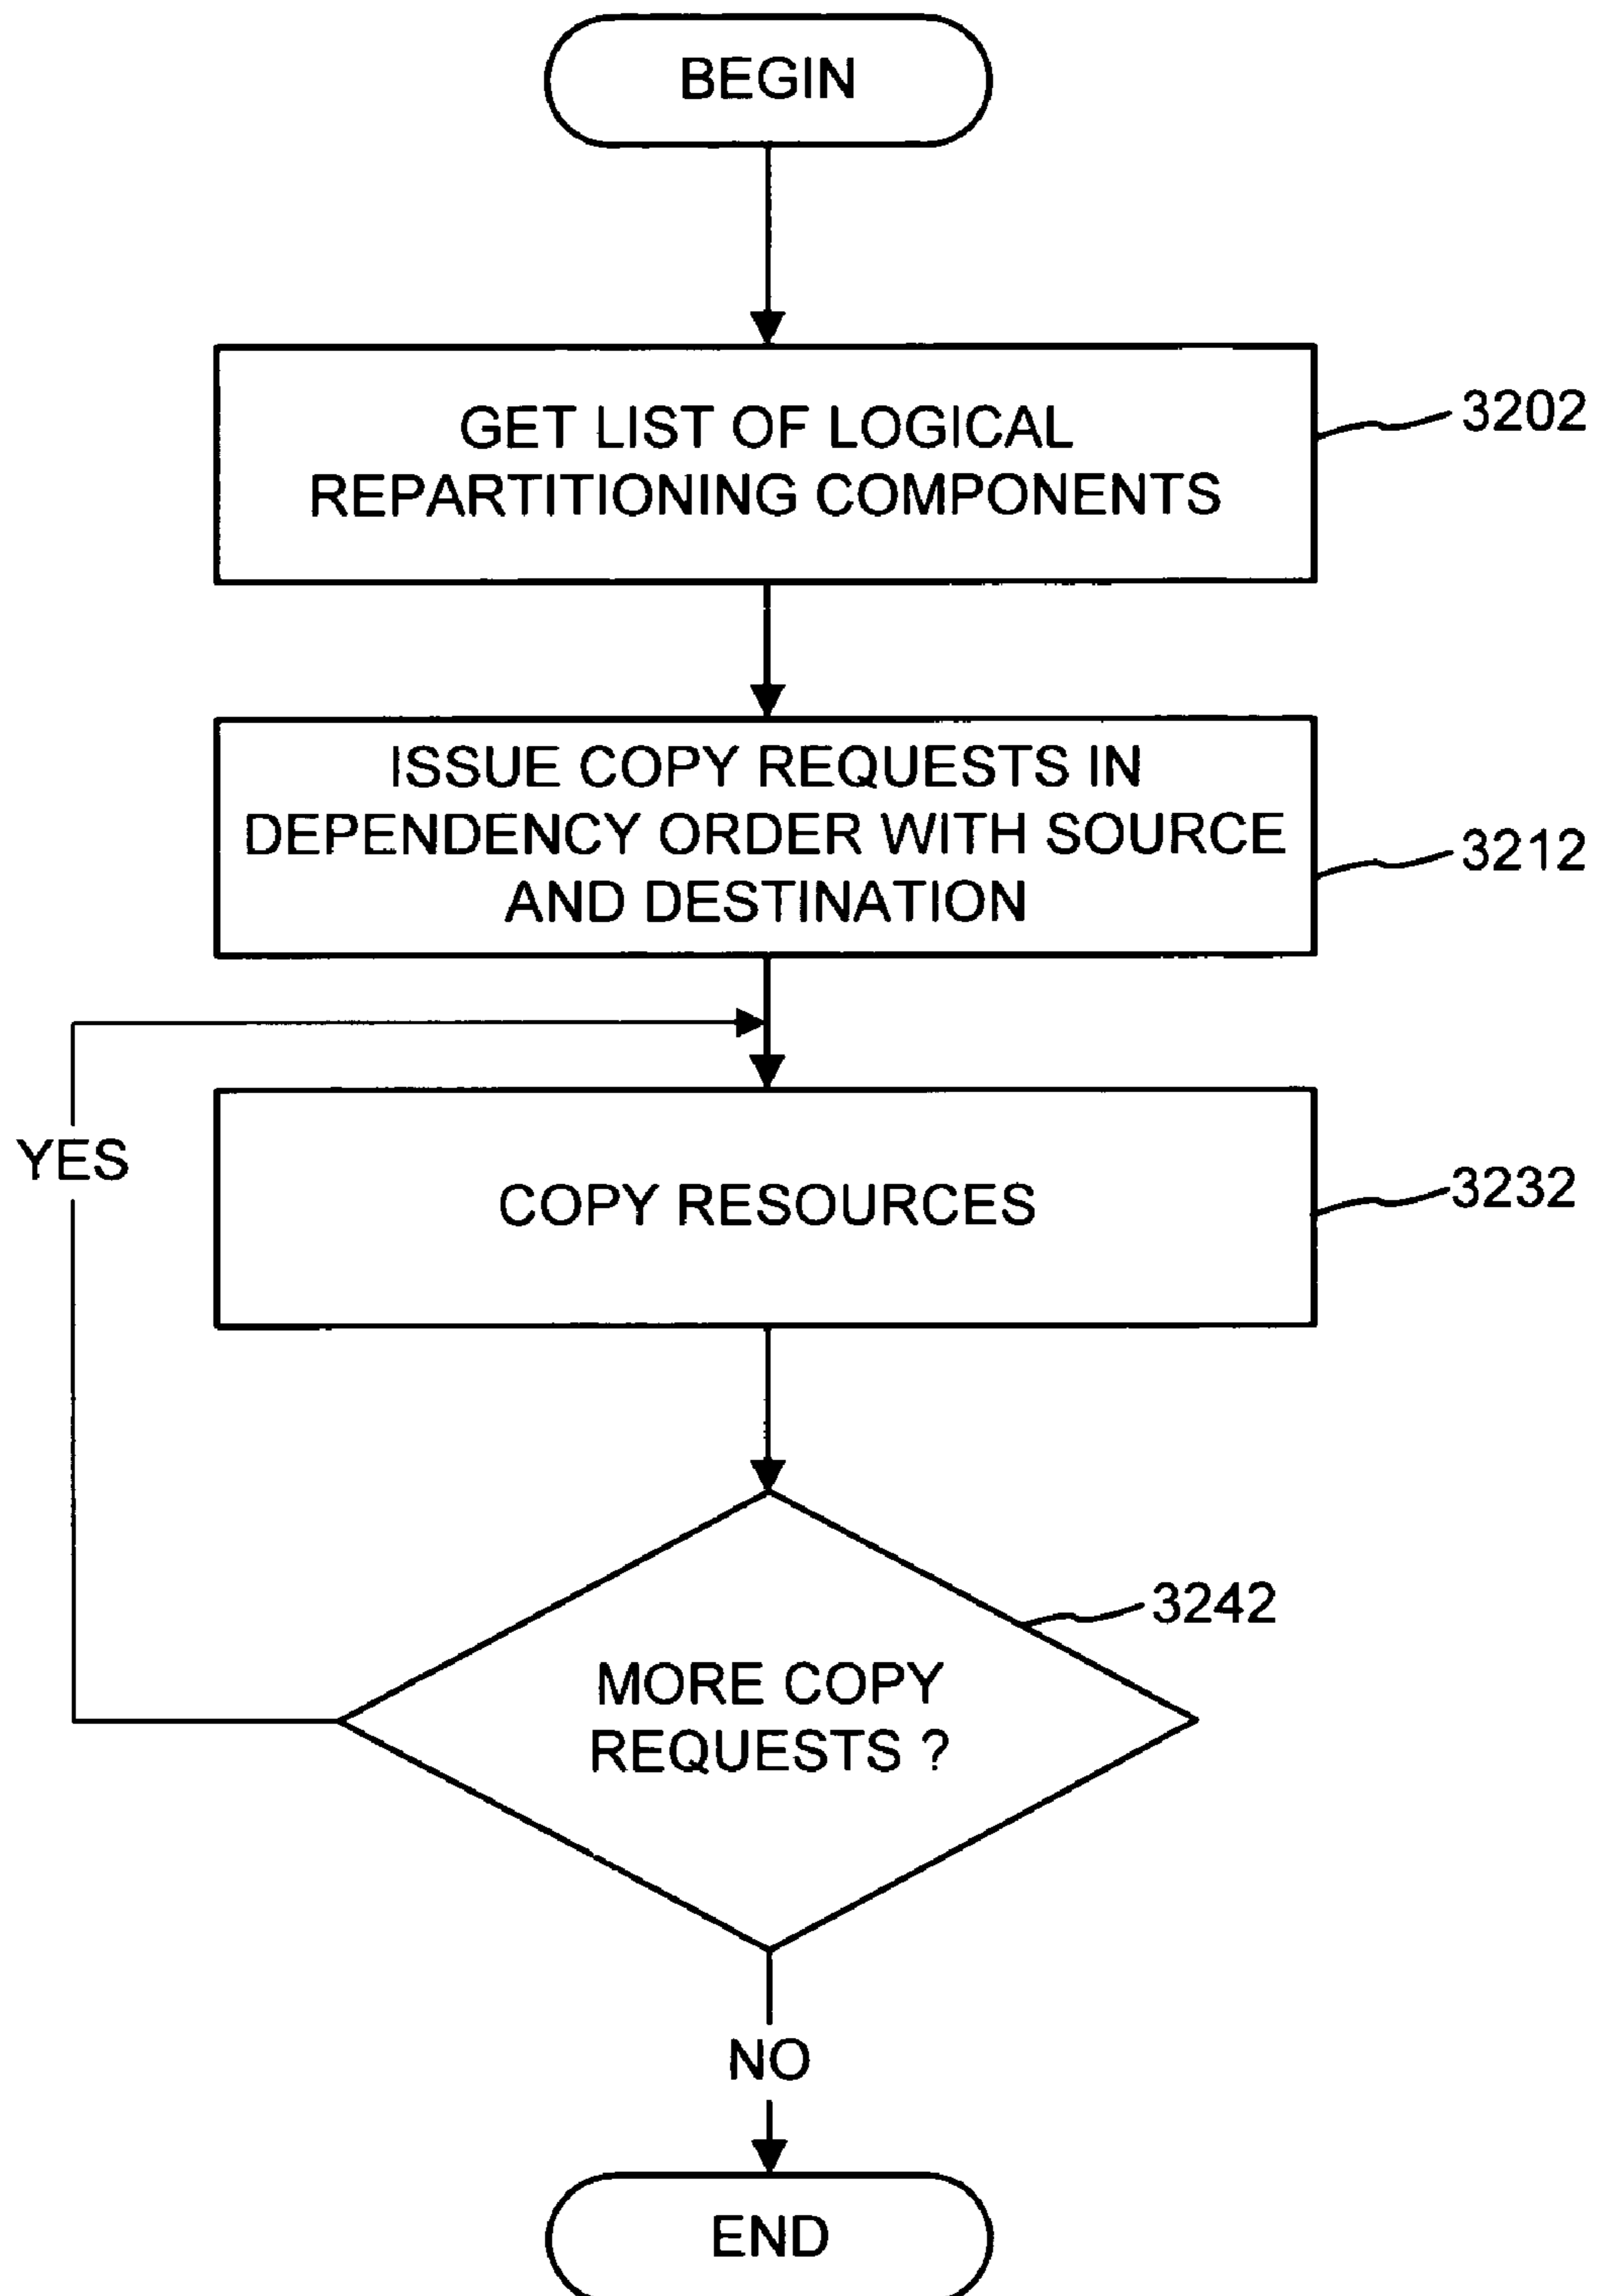 BEGIN
GET LIST OF LOGICAL
REPARTITIONING COMPONENTS
3202
ISSUE COPY REQUESTS IN
DEPENDENCY ORDER WITH SOURCE
AND DESTINATION
3212
YES
COPY RESOURCES
3232
3242
MORE COPY
REQUESTS ?
NO
END